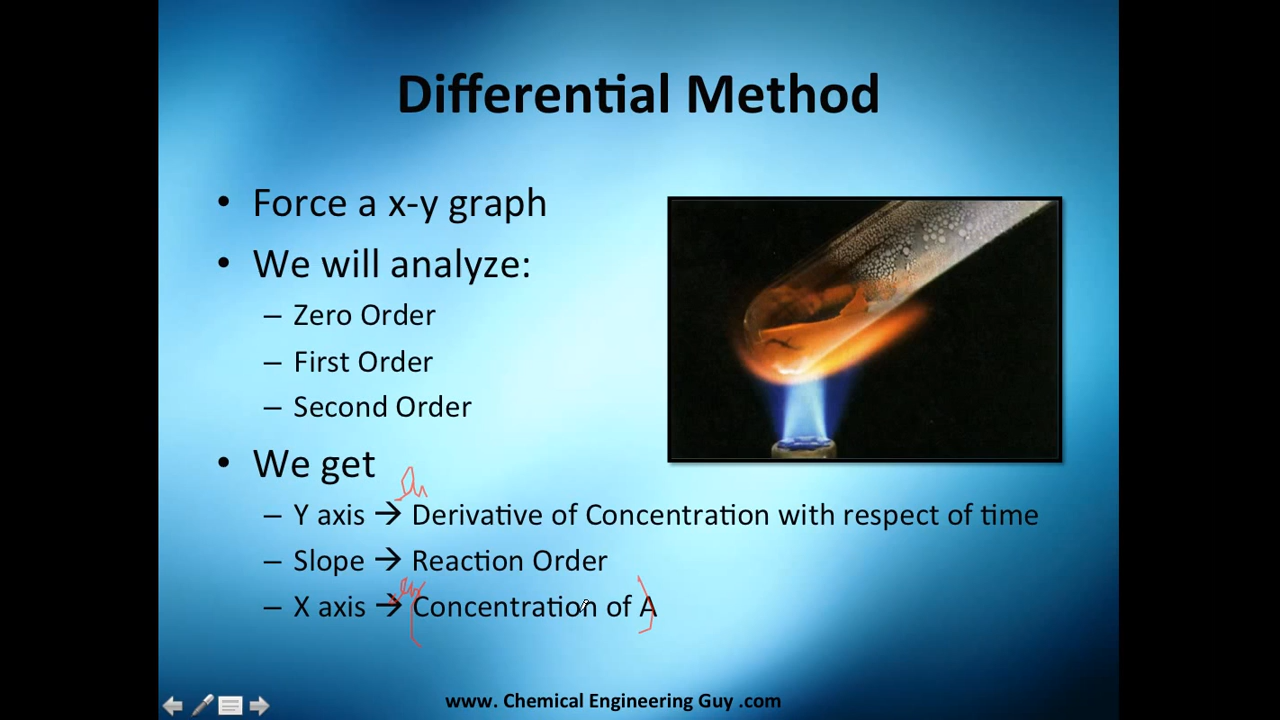 Differential Method
• Force a x-y graph
• We will analyze:
– Zero Order
– First Order
– Second Order
• We get
– Y axis → Derivative of Concentration with respect of time
– Slope → Reaction Order
– X axis → Concentration of A
www. Chemical Engineering Guy .com